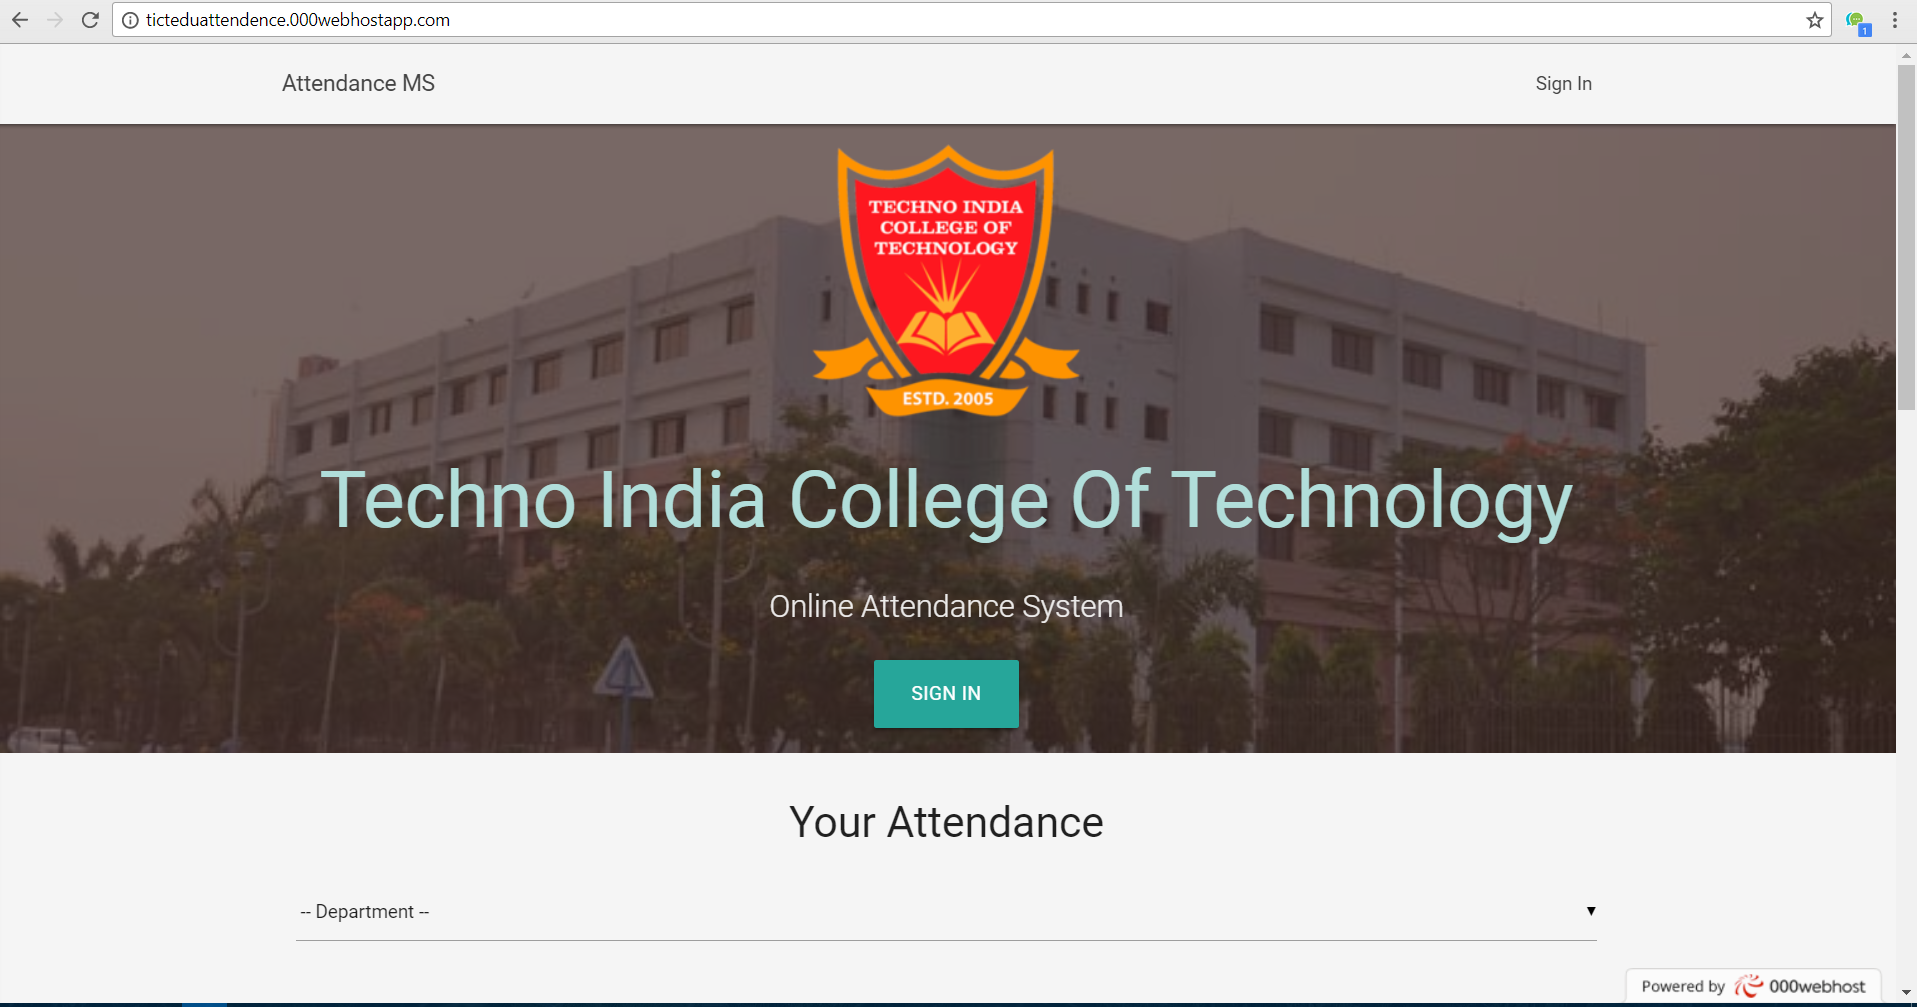 ticteduattendence.000webhostapp.com
1
Attendance MS
Sign In
TECHNO INDIA
COLLEGE OF
TECHNOLOGY
ESTD. 2005
Techno India College Of Technology
Online Attendance System
SIGN IN
Your Attendance
-- Department --
Powered by 000webhost